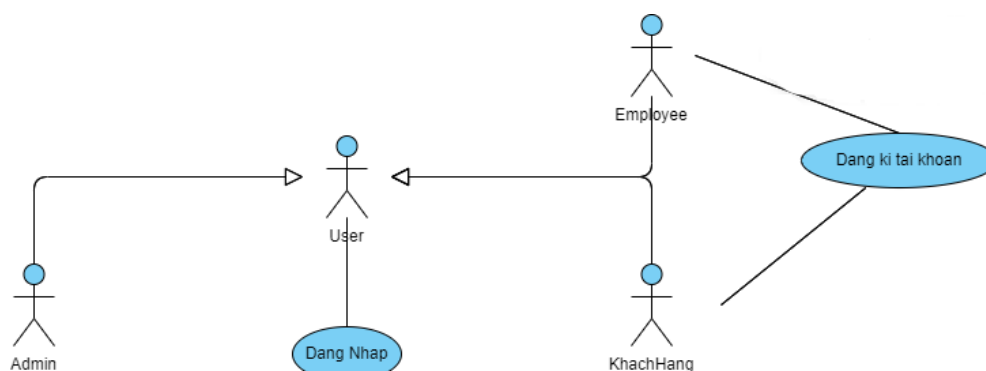 Employee
Dang ki tai khoan
User
Admin
Dang Nhap
KhachHang